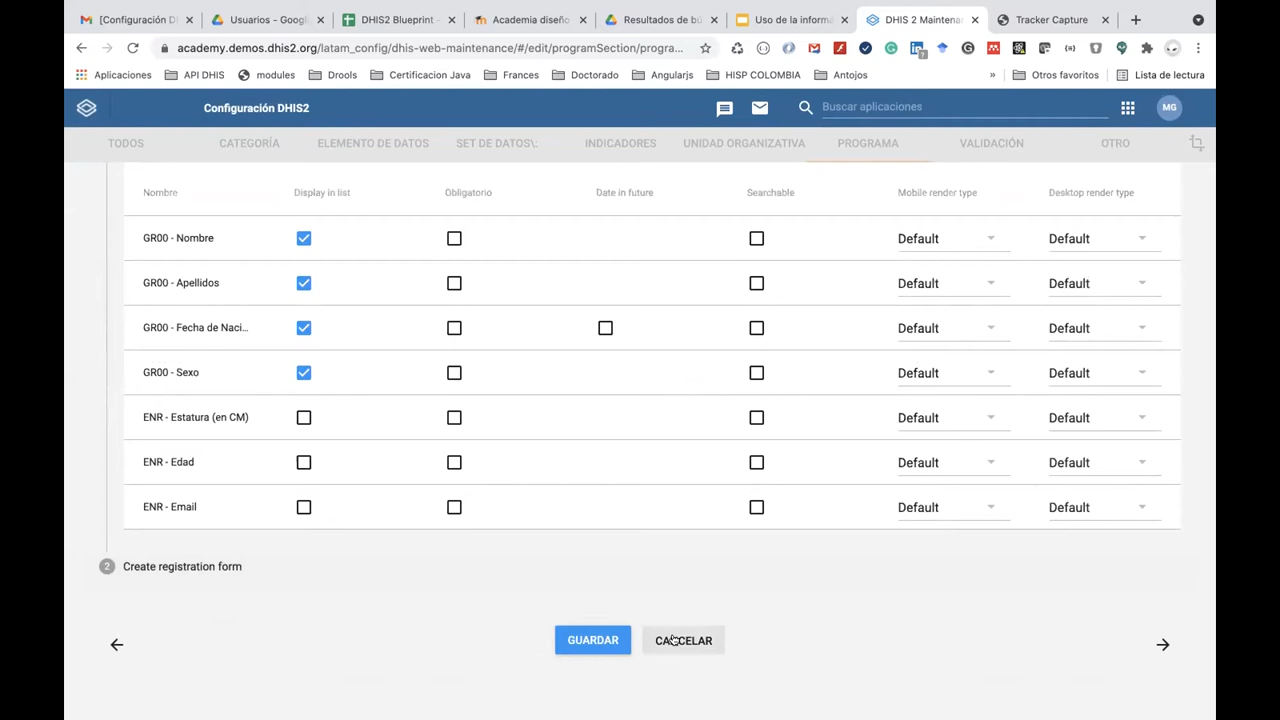 [Configuración DH
Usuarios - Googl
DHIS2 Blueprint -
Academia diseño
Resultados de bú
Uso de la informa
DHIS 2 Maintenan
Tracker Capture
academy.demos.dhis2.org/latam_config/dhis-web-maintenance/#/edit/programSection/progra...
Aplicaciones
API DHIS
modules
Drools
Certificacion Java
Frances
Doctorado
Angularjs
HISP COLOMBIA
Antojos
»
Otros favoritos
Lista de lectura
Configuración DHIS2
Buscar aplicaciones
MG
TODOS
CATEGORÍA
ELEMENTO DE DATOS
SET DE DATOS\:
INDICADORES
UNIDAD ORGANIZATIVA
PROGRAMA
VALIDACIÓN
OTRO
Nombre Display in list Obligatorio Date in future Searchable Mobile render type Desktop render type
GR00 - Nombre Default Default
GR00 - Apellidos Default Default
GR00 - Fecha de Naci... Default Default
GR00 - Sexo Default Default
ENR - Estatura (en CM) Default Default
ENR - Edad Default Default
ENR - Email Default Default
2 Create registration form
GUARDAR CANCELAR